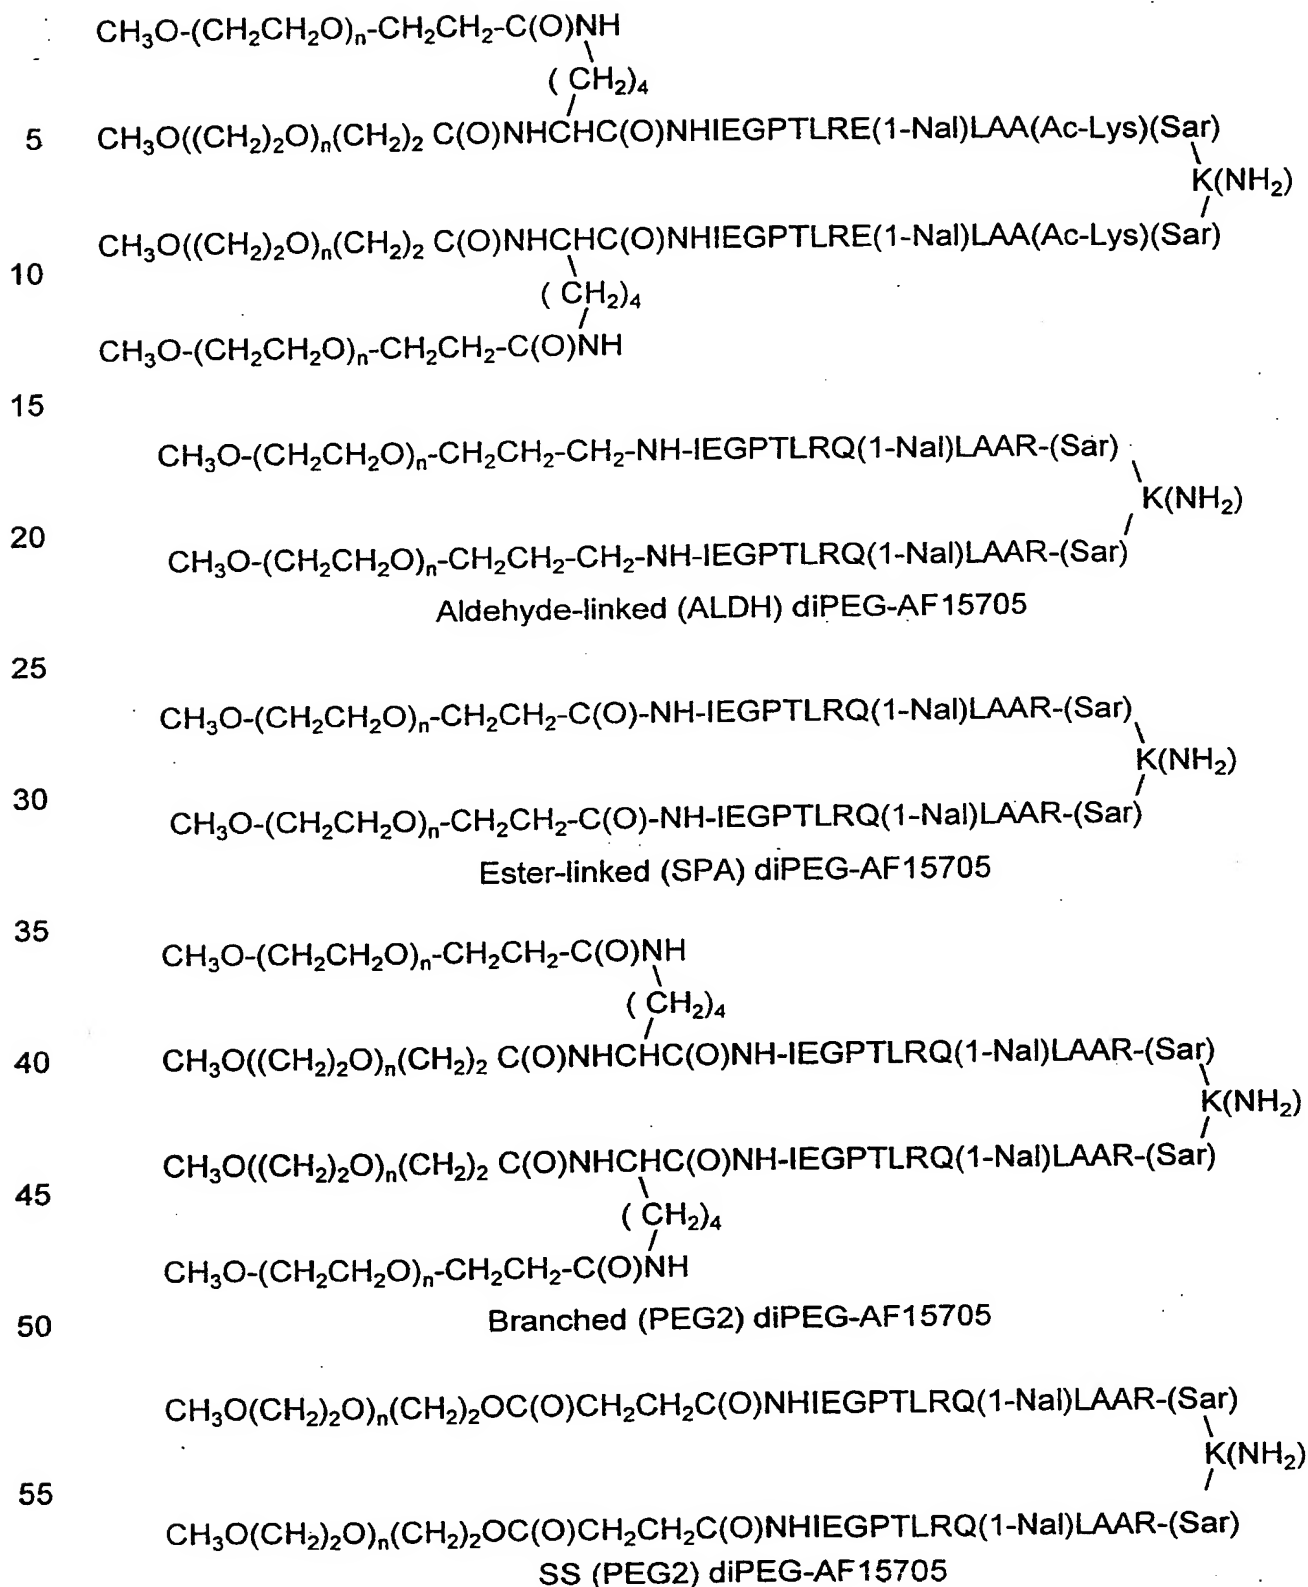 CH₃O-(CH₂CH₂O)ₙ-CH₂CH₂-C(O)NH
( CH₂)₄
5 CH₃O((CH₂)₂O)ₙ(CH₂)₂ C(O)NHCHC(O)NHIEGPTLRE(1-Nal)LAA(Ac-Lys)(Sar)
K(NH₂)
CH₃O((CH₂)₂O)ₙ(CH₂)₂ C(O)NHCHC(O)NHIEGPTLRE(1-Nal)LAA(Ac-Lys)(Sar)
10
( CH₂)₄
CH₃O-(CH₂CH₂O)ₙ-CH₂CH₂-C(O)NH
15
CH₃O-(CH₂CH₂O)ₙ-CH₂CH₂-CH₂-NH-IEGPTLRQ(1-Nal)LAAR-(Sar)
K(NH₂)
20
CH₃O-(CH₂CH₂O)ₙ-CH₂CH₂-CH₂-NH-IEGPTLRQ(1-Nal)LAAR-(Sar)
Aldehyde-linked (ALDH) diPEG-AF15705
25
CH₃O-(CH₂CH₂O)ₙ-CH₂CH₂-C(O)-NH-IEGPTLRQ(1-Nal)LAAR-(Sar)
K(NH₂)
30
CH₃O-(CH₂CH₂O)ₙ-CH₂CH₂-C(O)-NH-IEGPTLRQ(1-Nal)LAAR-(Sar)
Ester-linked (SPA) diPEG-AF15705
35
CH₃O-(CH₂CH₂O)ₙ-CH₂CH₂-C(O)NH
( CH₂)₄
40 CH₃O((CH₂)₂O)ₙ(CH₂)₂ C(O)NHCHC(O)NH-IEGPTLRQ(1-Nal)LAAR-(Sar)
K(NH₂)
CH₃O((CH₂)₂O)ₙ(CH₂)₂ C(O)NHCHC(O)NH-IEGPTLRQ(1-Nal)LAAR-(Sar)
45
( CH₂)₄
CH₃O-(CH₂CH₂O)ₙ-CH₂CH₂-C(O)NH
50 Branched (PEG2) diPEG-AF15705
CH₃O(CH₂)₂O)ₙ(CH₂)₂OC(O)CH₂CH₂C(O)NHIEGPTLRQ(1-Nal)LAAR-(Sar)
K(NH₂)
55
CH₃O(CH₂)₂O)ₙ(CH₂)₂OC(O)CH₂CH₂C(O)NHIEGPTLRQ(1-Nal)LAAR-(Sar)
SS (PEG2) diPEG-AF15705